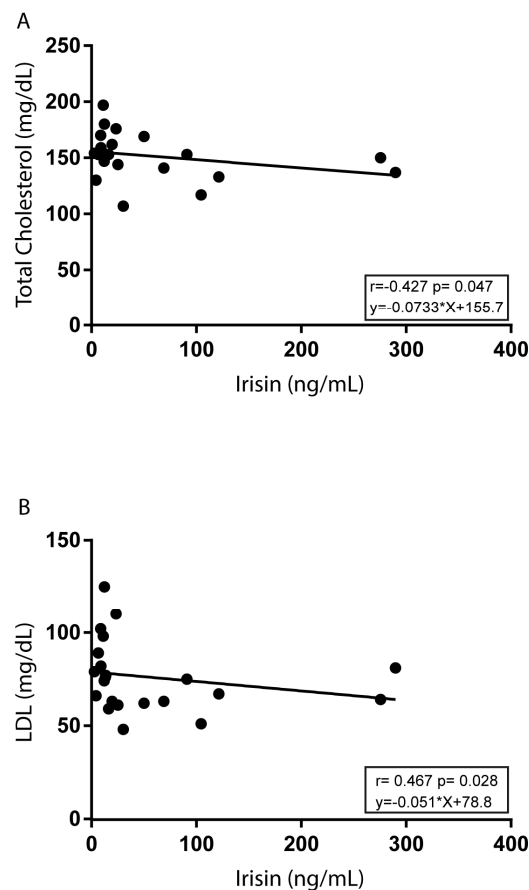 A
Total Cholesterol (mg/dL)
250
200
150
100
50
0
r=-0.427 p= 0.047
y=-0.0733*X+155.7
0 100 200 300 400
Irisin (ng/mL)
B
LDL (mg/dL)
150
100
50
0
r= 0.467 p= 0.028
y=-0.051*X+78.8
0 100 200 300 400
Irisin (ng/mL)